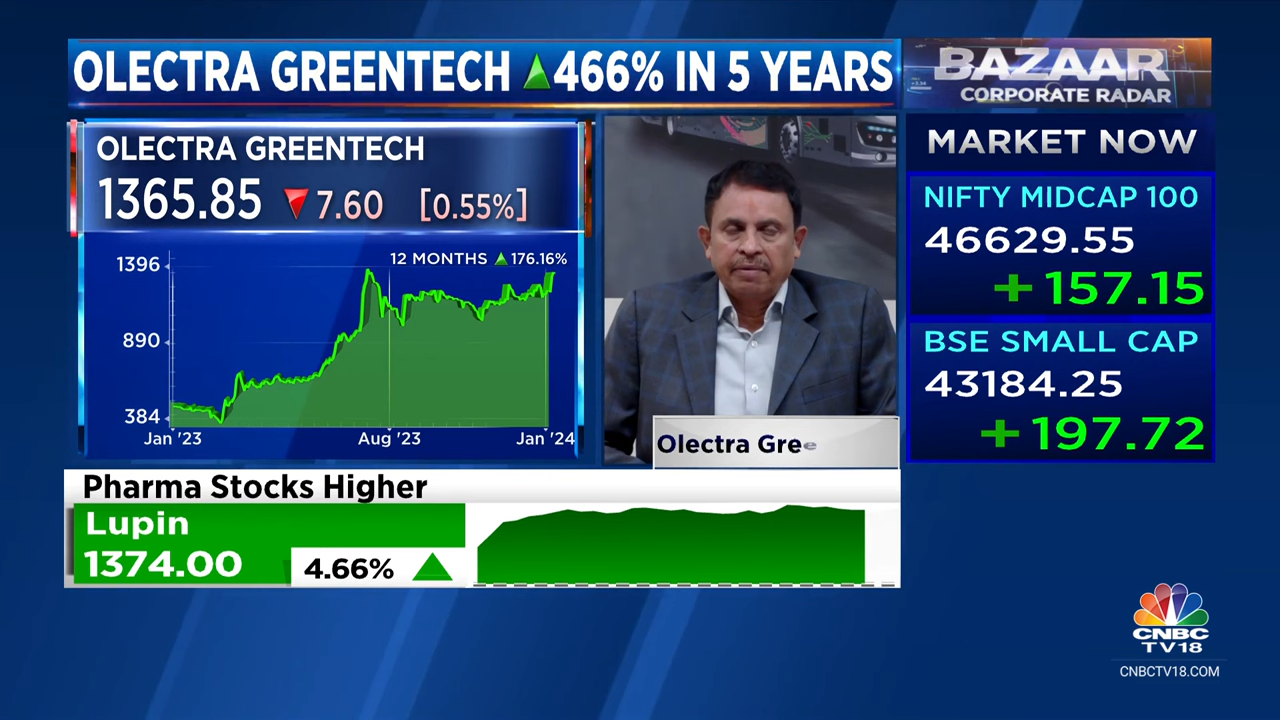 OLECTRA GREENTECH ▲466% IN 5 YEARS
BAZAAR
CORPORATE RADAR
OLECTRA GREENTECH
1365.85 ▼ 7.60 [0.55%]
12 MONTHS ▲ 176.16%
1396
890
384
Jan '23 Aug '23 Jan '24
Olectra Gre
MARKET NOW
NIFTY MIDCAP 100
46629.55
+ 157.15
BSE SMALL CAP
43184.25
+ 197.72
Pharma Stocks Higher
Lupin
1374.00 4.66% ▲
CNBC
TV18
CNBCTV18.COM